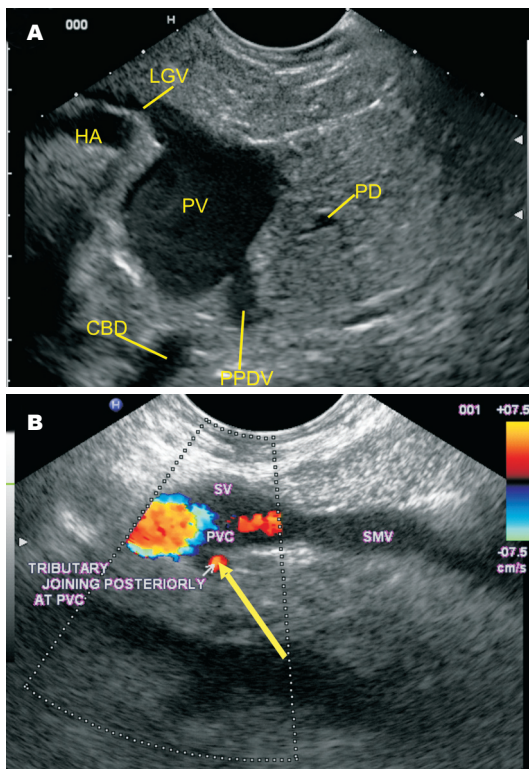 A
000
H
LGV
HA
PV
PD
CBD
PPDV
B
H
001
+07.5
SV
PVC
SMV
TRIBUTARY
JOINING POSTERIORLY
AT PVC
-07.5
cm/s